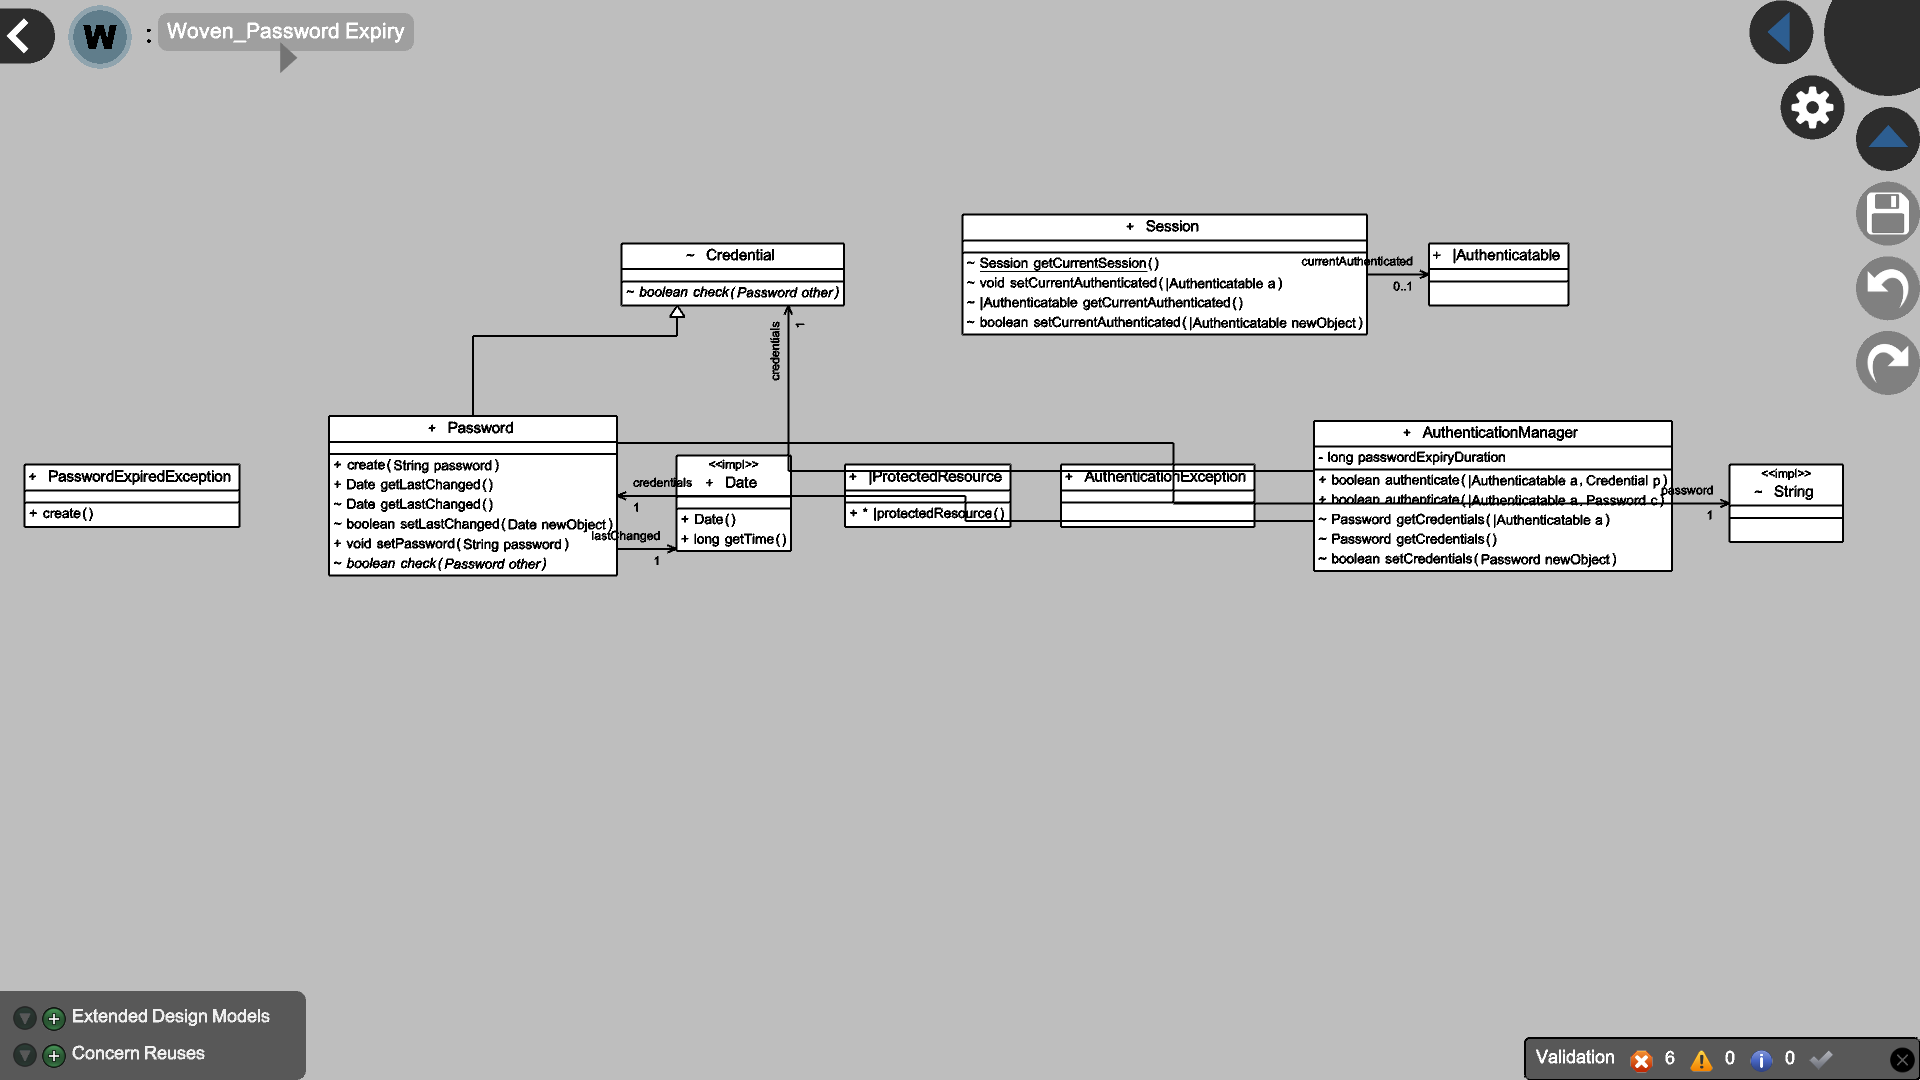 W : Woven_Password Expiry
+ Session
~ Session getCurrentSession()
~ void setCurrentAuthenticated(|Authenticatable a)
~ |Authenticatable getCurrentAuthenticated()
~ boolean setCurrentAuthenticated(|Authenticatable newObject)
currentAuthenticated
0..1
+ |Authenticatable
~ Credential
~ boolean check(Password other)
credentials
1
+ Password
+ create(String password)
+ Date getLastChanged()
~ Date getLastChanged()
~ boolean setLastChanged(Date newObject)
+ void setPassword(String password)
~ boolean check(Password other)
+ PasswordExpiredException
+ create()
credentials
1
lastChanged
1
<<impl>>
+ Date
+ Date()
+ long getTime()
+ |ProtectedResource
+ * |protectedResource()
+ AuthenticationException
+ AuthenticationManager
- long passwordExpiryDuration
+ boolean authenticate(|Authenticatable a, Credential p)
+ boolean authenticate(|Authenticatable a, Password c)
~ Password getCredentials(|Authenticatable a)
~ Password getCredentials()
~ boolean setCredentials(Password newObject)
password
1
<<impl>>
~ String
Extended Design Models
Concern Reuses
Validation 6 0 0